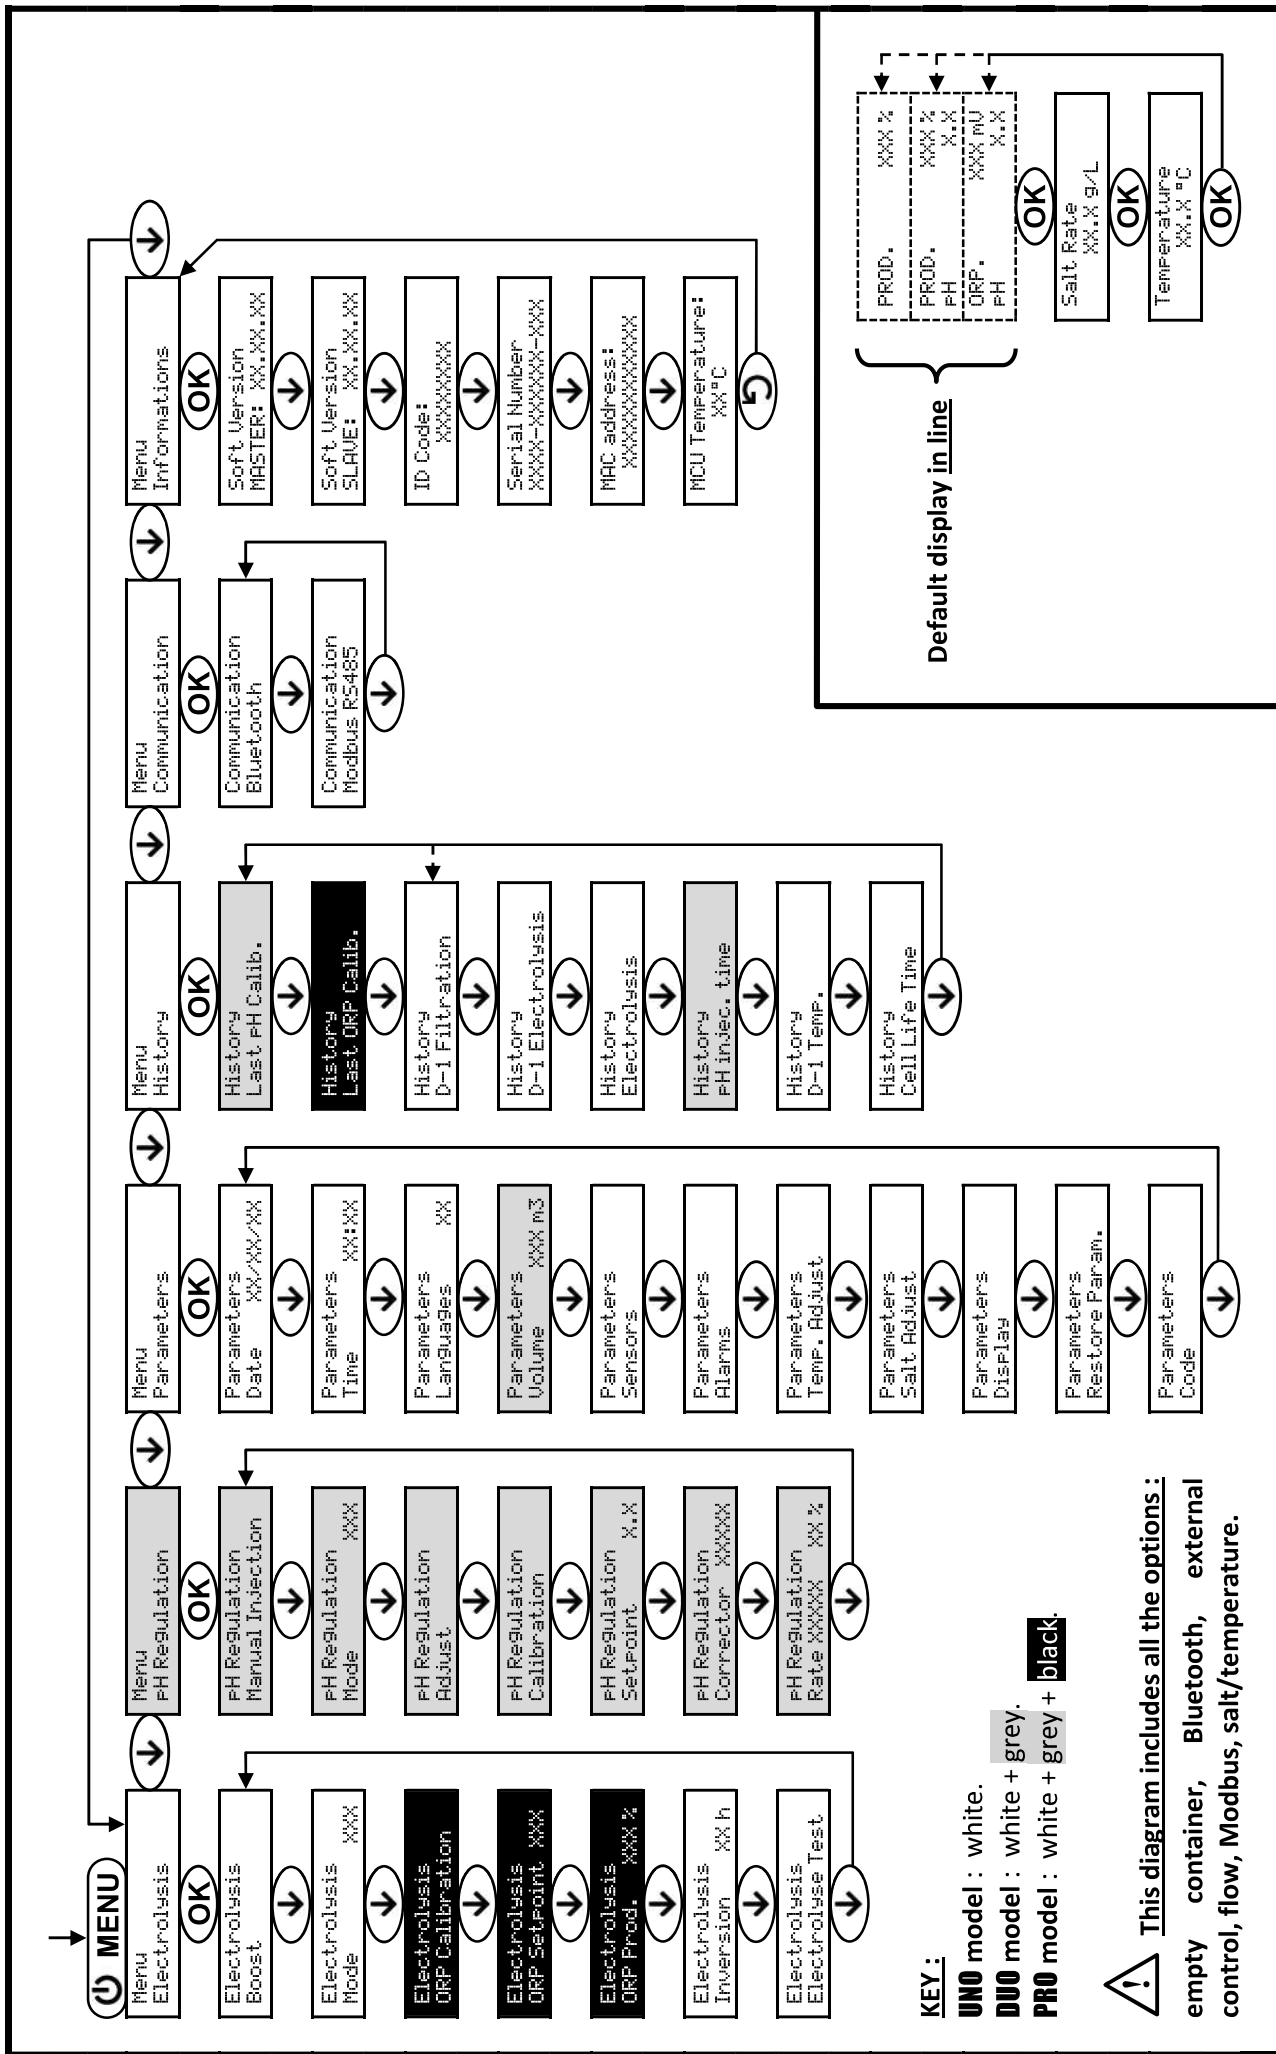 MENU
Menu
Electrolysis
OK
Electrolysis
Boost
Electrolysis
Mode XXX
Electrolysis
ORP Calibration
Electrolysis
ORP Setpoint XXX
Electrolysis
ORP Prod. XXX %
Electrolysis
Inversion XX h
Electrolysis
Electrolyse Test
Menu
pH Regulation
OK
pH Regulation
Manual Injection
pH Regulation
Mode XXX
pH Regulation
Adjust
pH Regulation
Calibration
pH Regulation
Setpoint X.X
pH Regulation
Corrector XXXXX
pH Regulation
Rate XXXXX XX %
Menu
Parameters
OK
Parameters
Date XX/XX/XX
Parameters
Time XX:XX
Parameters
Languages XX
Parameters
Volume XXX m3
Parameters
Sensors
Parameters
Alarms
Parameters
Temp. Adjust
Parameters
Salt Adjust
Parameters
Display
Parameters
Restore Param.
Parameters
Code
Menu
History
OK
History
Last pH Calib.
History
Last ORP Calib.
History
D-1 Filtration
History
D-1 Electrolysis
History
Electrolysis
History
pH injec. time
History
D-1 Temp.
History
Cell Life Time
Menu
Communication
OK
Communication
Bluetooth
Communication
Modbus RS485
Menu
Informations
OK
Soft Version
MASTER: XX.XX.XX
Soft Version
SLAVE: XX.XX.XX
ID Code:
XXXXXXXX
Serial Number
XXXX-XXXXXX-XXX
MAC address:
XXXXXXXXXXXX
MCU Temperature:
XX°C
KEY :
UNO model : white.
DUO model : white + grey.
PRO model : white + grey + black.
This diagram includes all the options :
empty container, Bluetooth, external
control, flow, Modbus, salt/temperature.
Default display in line
PROD. XXX %
PROD. XXX %
pH X.X
ORP. XXX mV
pH X.X
OK
Salt Rate
XX.X g/L
OK
Temperature
XX.X °C
OK